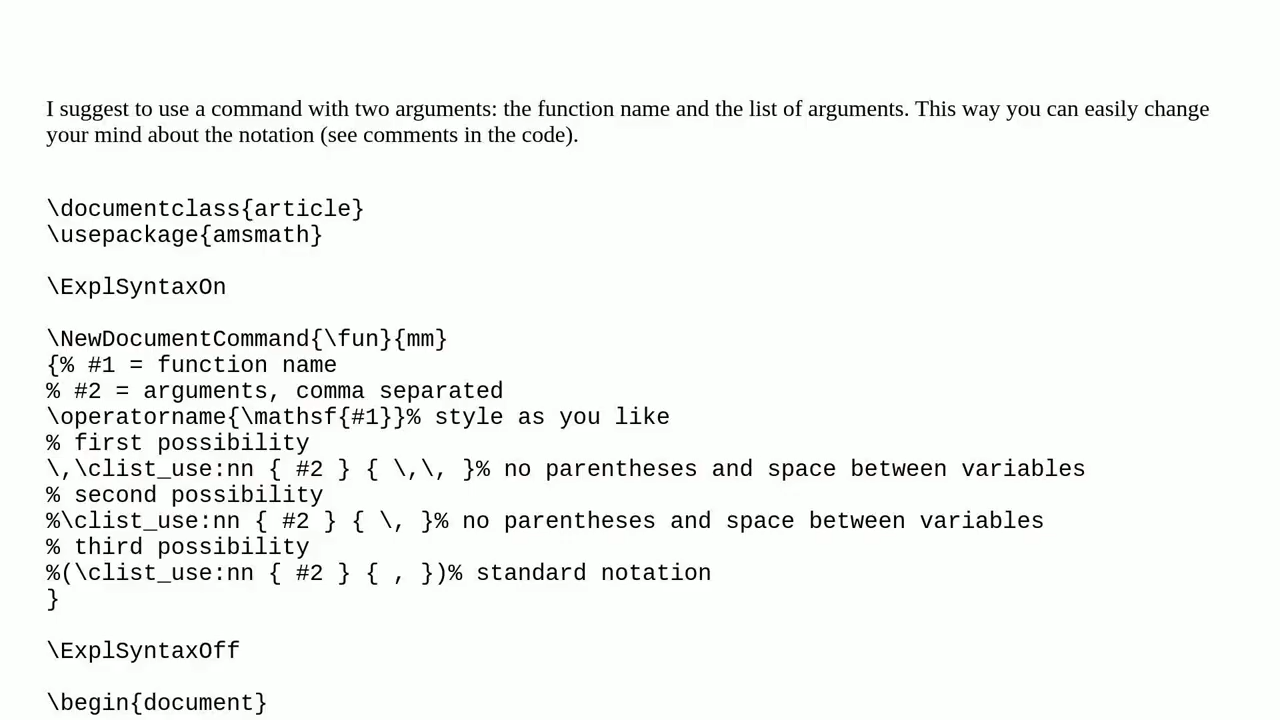 I suggest to use a command with two arguments: the function name and the list of arguments. This way you can easily change
your mind about the notation (see comments in the code).
\documentclass{article}
\usepackage{amsmath}
\ExplSyntaxOn
\NewDocumentCommand{\fun}{mm}
{% #1 = function name
% #2 = arguments, comma separated
\operatorname{\mathsf{#1}}% style as you like
% first possibility
\,\clist_use:nn { #2 } { \,\, }% no parentheses and space between variables
% second possibility
%\clist_use:nn { #2 } { \, }% no parentheses and space between variables
% third possibility
%(\clist_use:nn { #2 } { , })% standard notation
}
\ExplSyntaxOff
\begin{document}